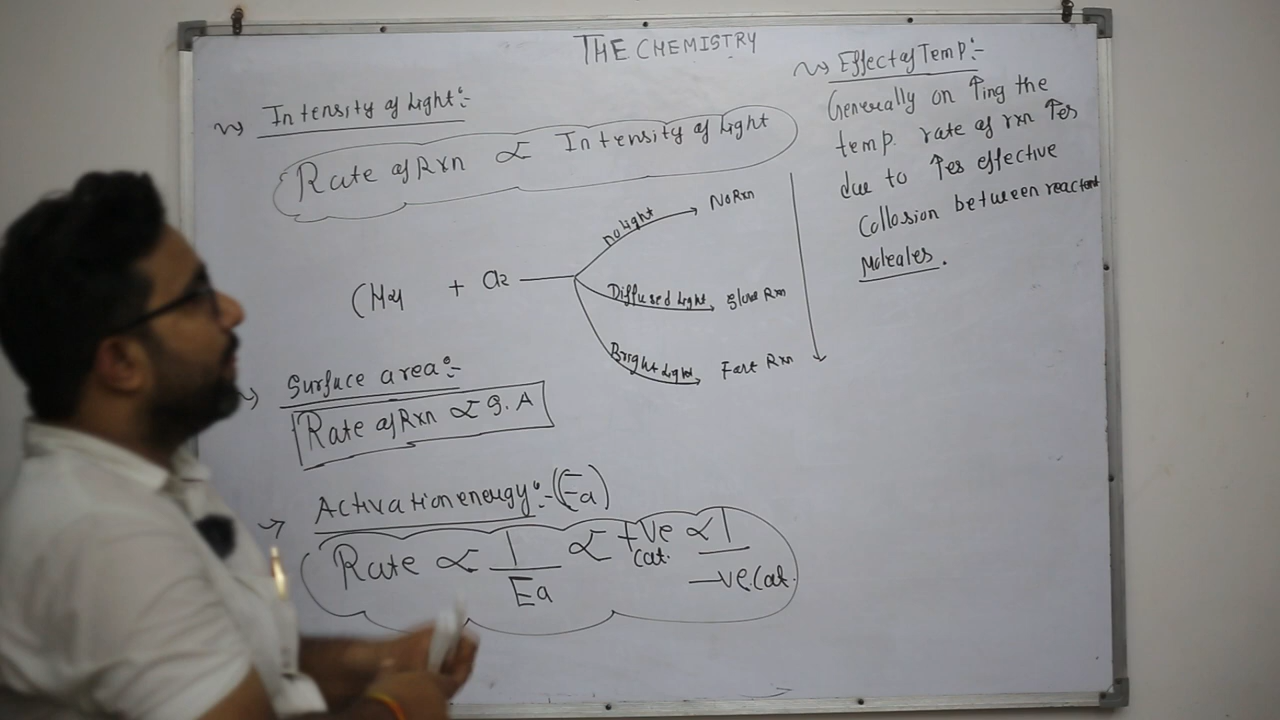 THE CHEMISTRY
Intensity of Light:-
Rate of Rxn ∝ Intensity of Light
CH4 + Cl2
no light → No Rxn
Diffused Light → Slow Rxn
Bright Light → Fast Rxn
Surface area:-
Rate of Rxn ∝ S.A
Activation energy:-(Ea)
Rate ∝ 1/Ea ∝ +ve cat. ∝ 1/-ve.Cat.
Effect of Temp:-
Generally on ↑ing the
temp. rate of rxn ↑es
due to ↑es effective
Collosion between reactant
Moleales.